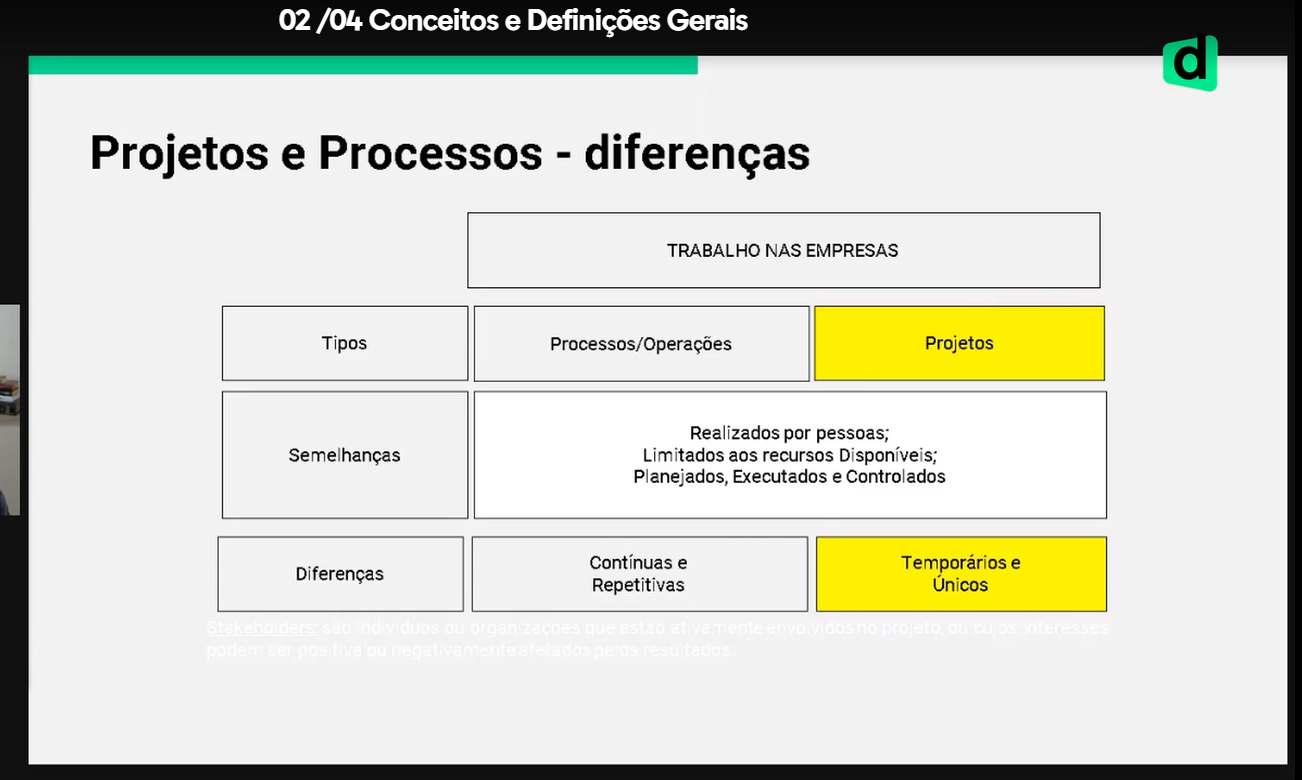 02 /04 Conceitos e Definições Gerais
d
Projetos e Processos - diferenças
TRABALHO NAS EMPRESAS
Tipos
Processos/Operações
Projetos
Semelhanças
Realizados por pessoas;
Limitados aos recursos Disponíveis;
Planejados, Executados e Controlados
Diferenças
Contínuas e
Repetitivas
Temporários e
Únicos
Stakeholders: são indivíduos ou organizações que estão ativamente envolvidos no projeto, ou cujos interesses
podem ser positiva ou negativamente afetados pelos resultados.